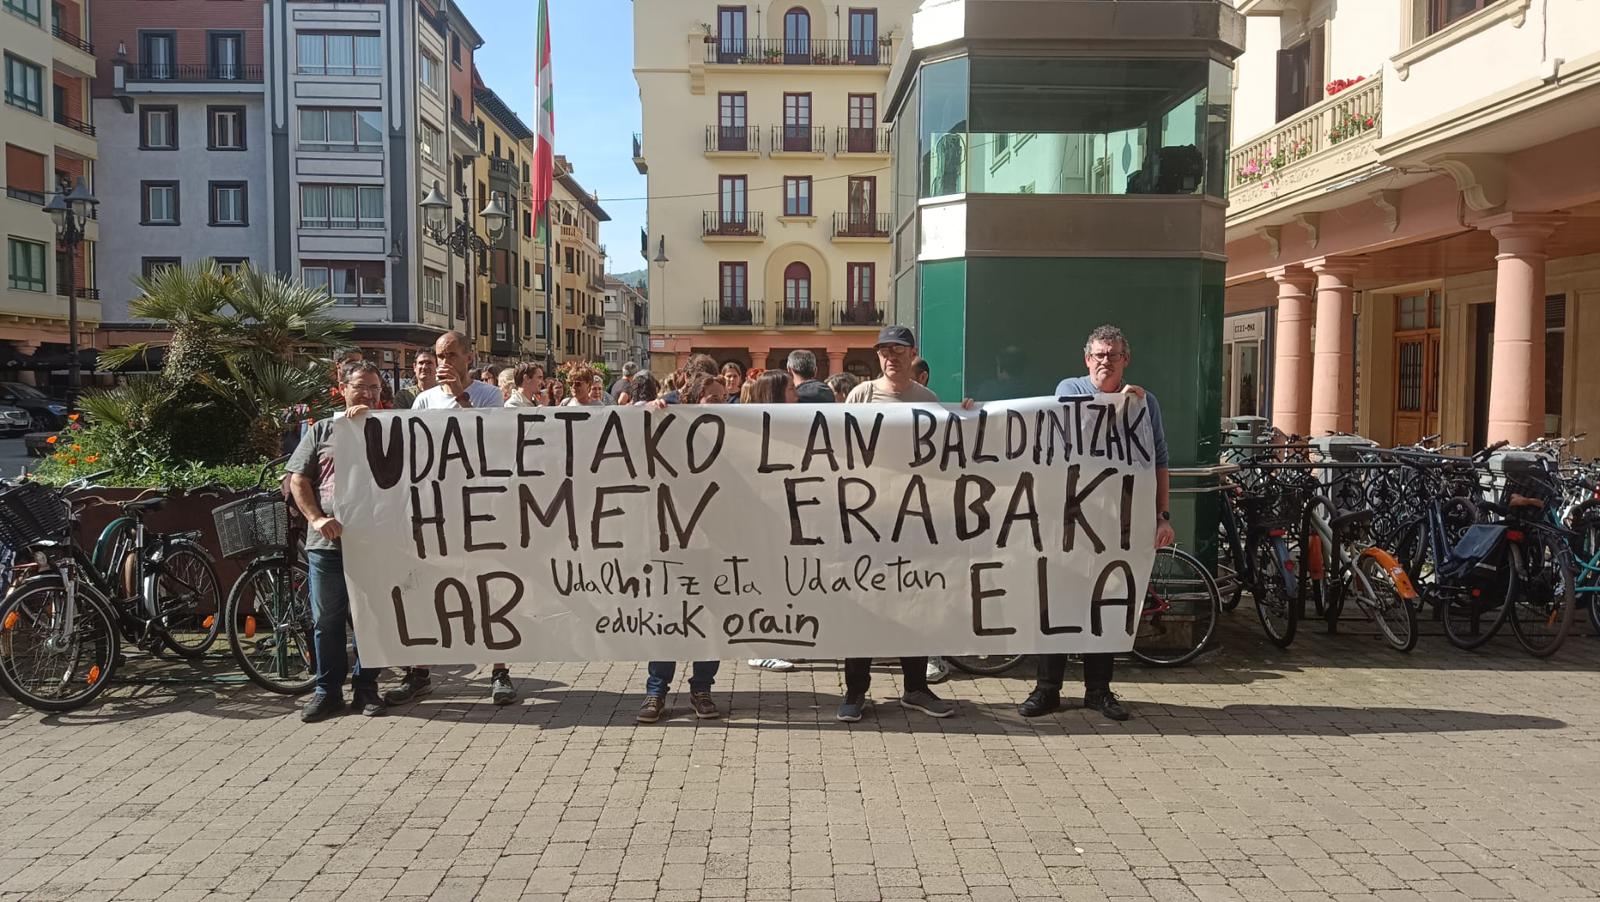 UDALETAKO LAN BALDINTZAK
HEMEN ERABAKI
LAB Udalhitz eta Udaletan ELA
edukiak orain